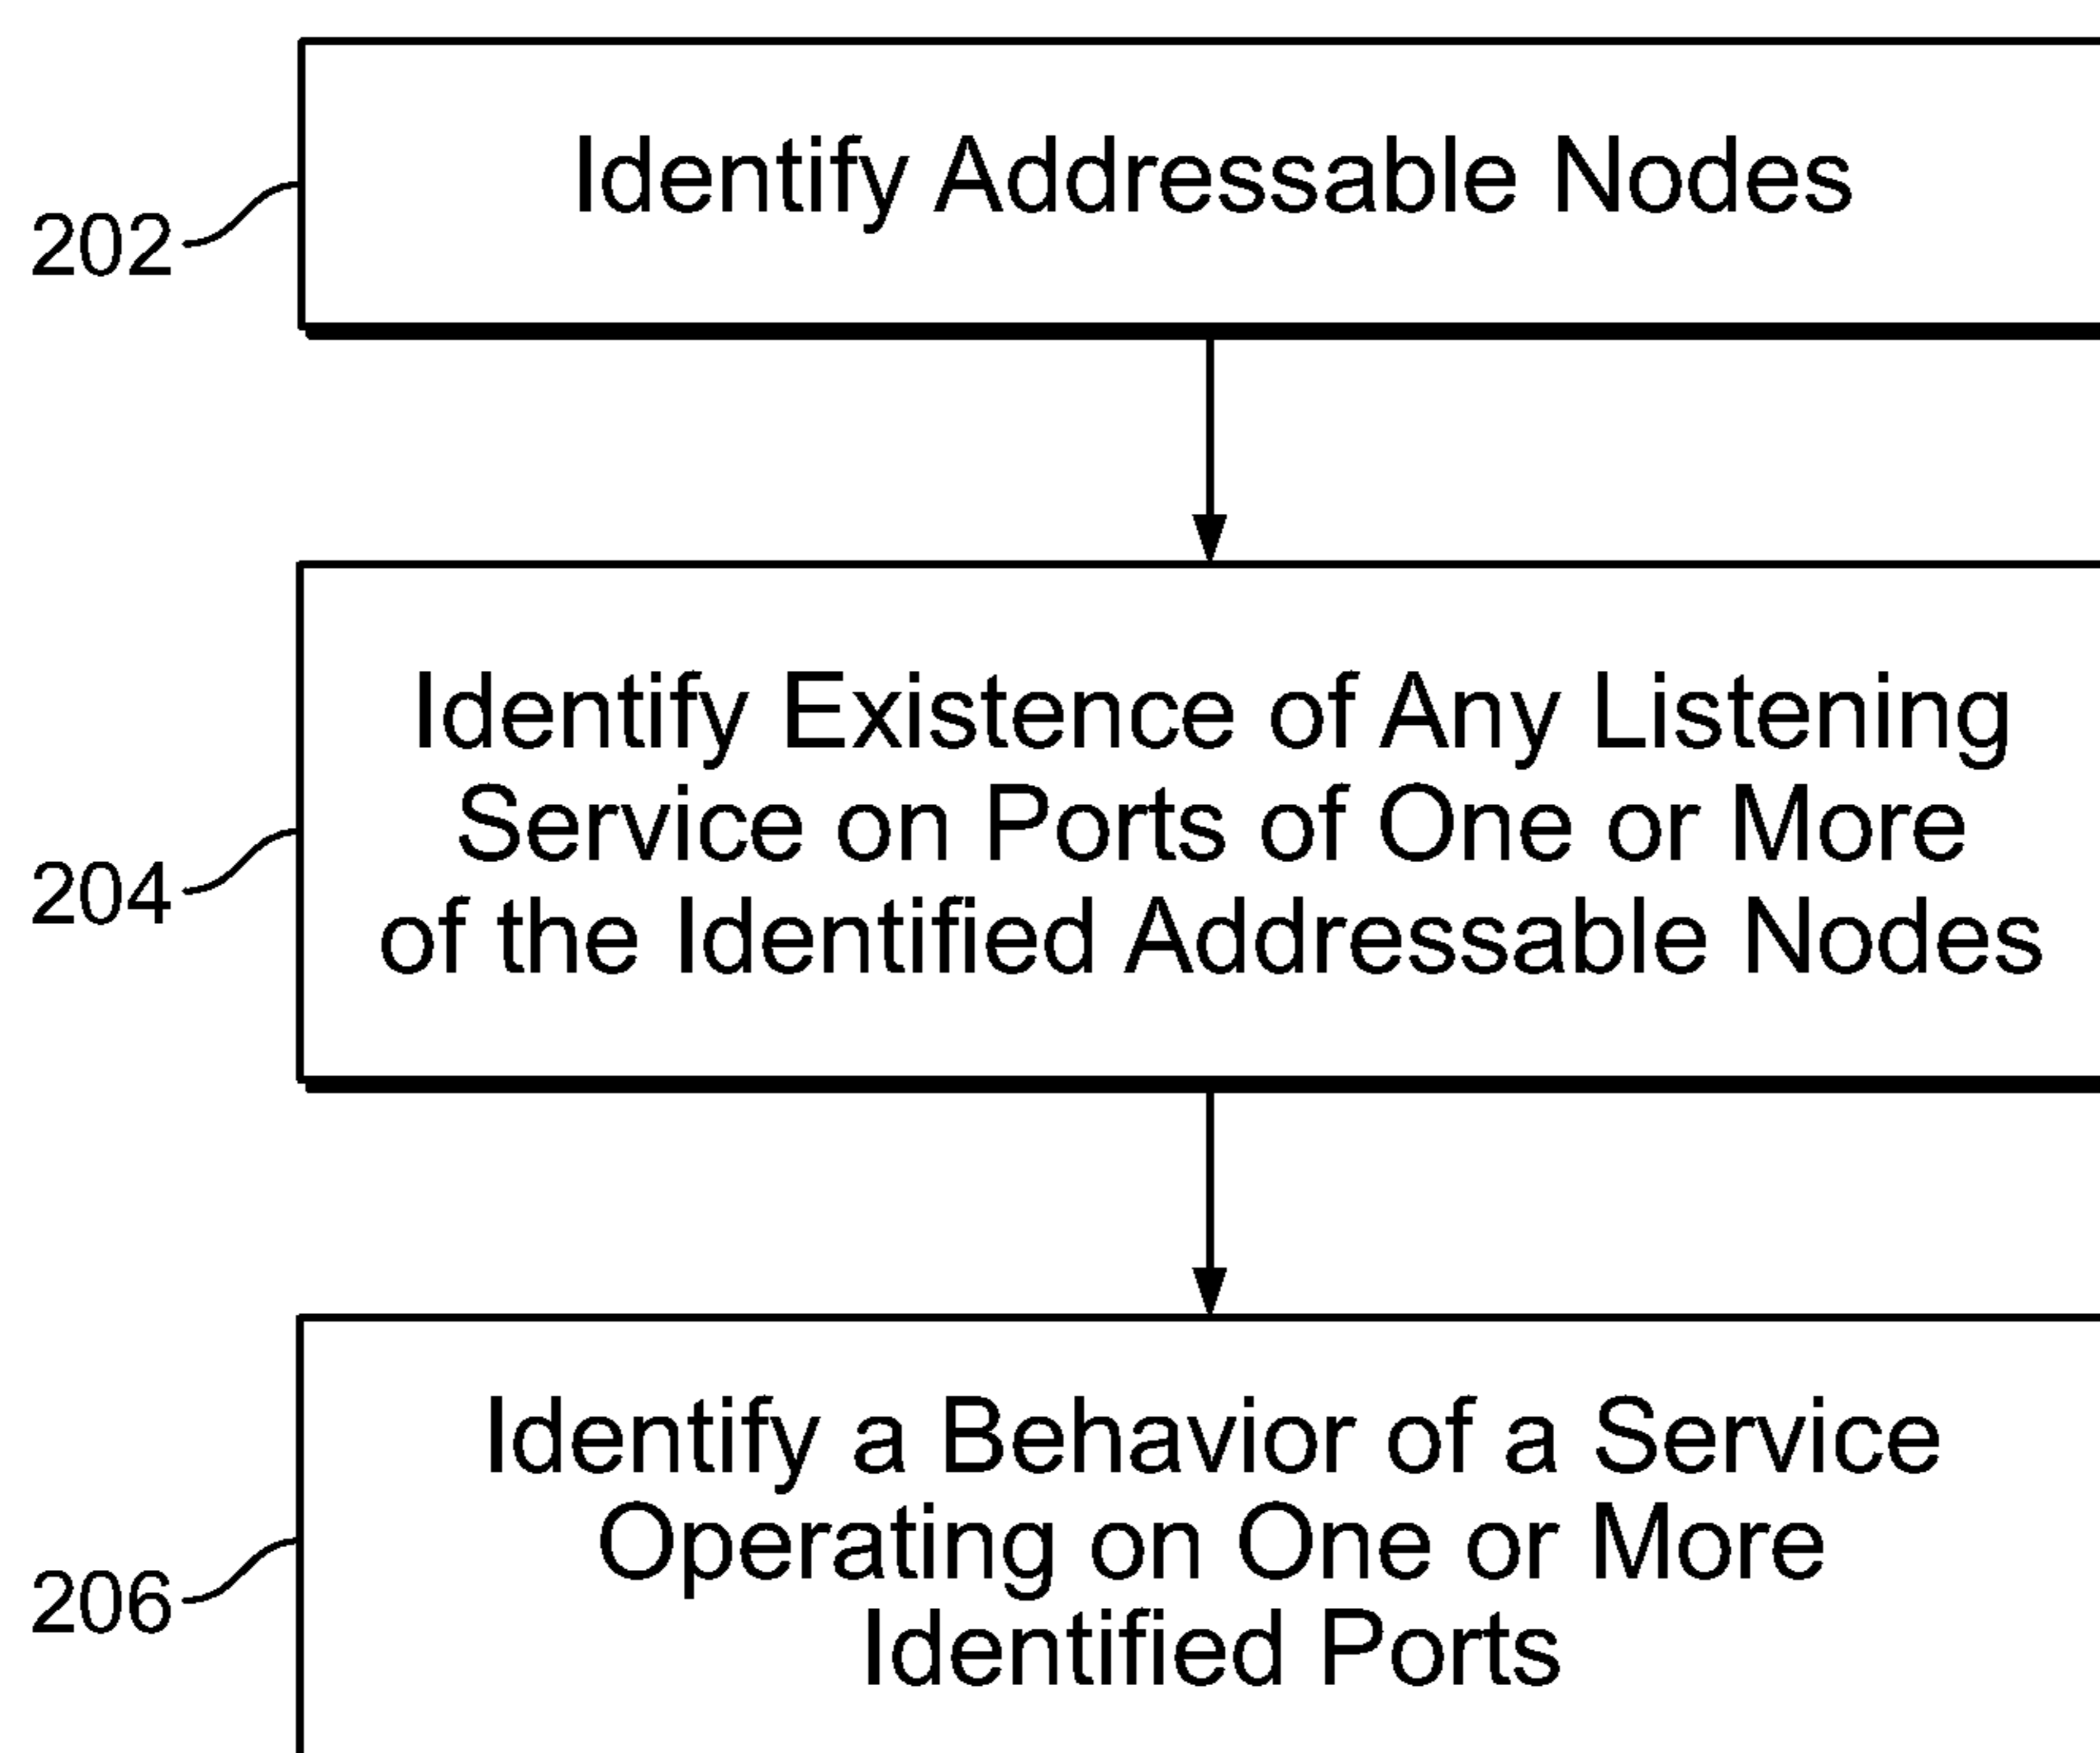 Identify Addressable Nodes
202
Identify Existence of Any Listening
Service on Ports of One or More
of the Identified Addressable Nodes
204
Identify a Behavior of a Service
Operating on One or More
Identified Ports
206